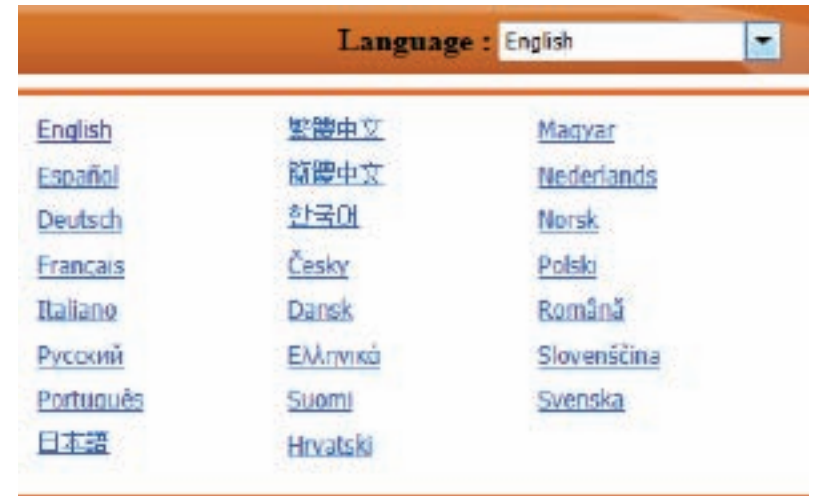 Language : English
English 繁體中文 Magyar
Español 簡體中文 Nederlands
Deutsch 한국어 Norsk
Français Česky Polski
Italiano Dansk Română
Русский Ελληνικά Slovenščina
Português Suomi Svenska
日本語 Hrvatski